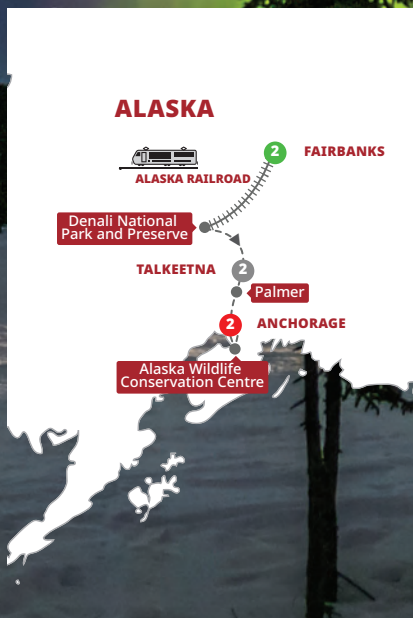 ALASKA
2
FAIRBANKS
ALASKA RAILROAD
Denali National
Park and Preserve
TALKEETNA
2
Palmer
2
ANCHORAGE
Alaska Wildlife
Conservation Centre